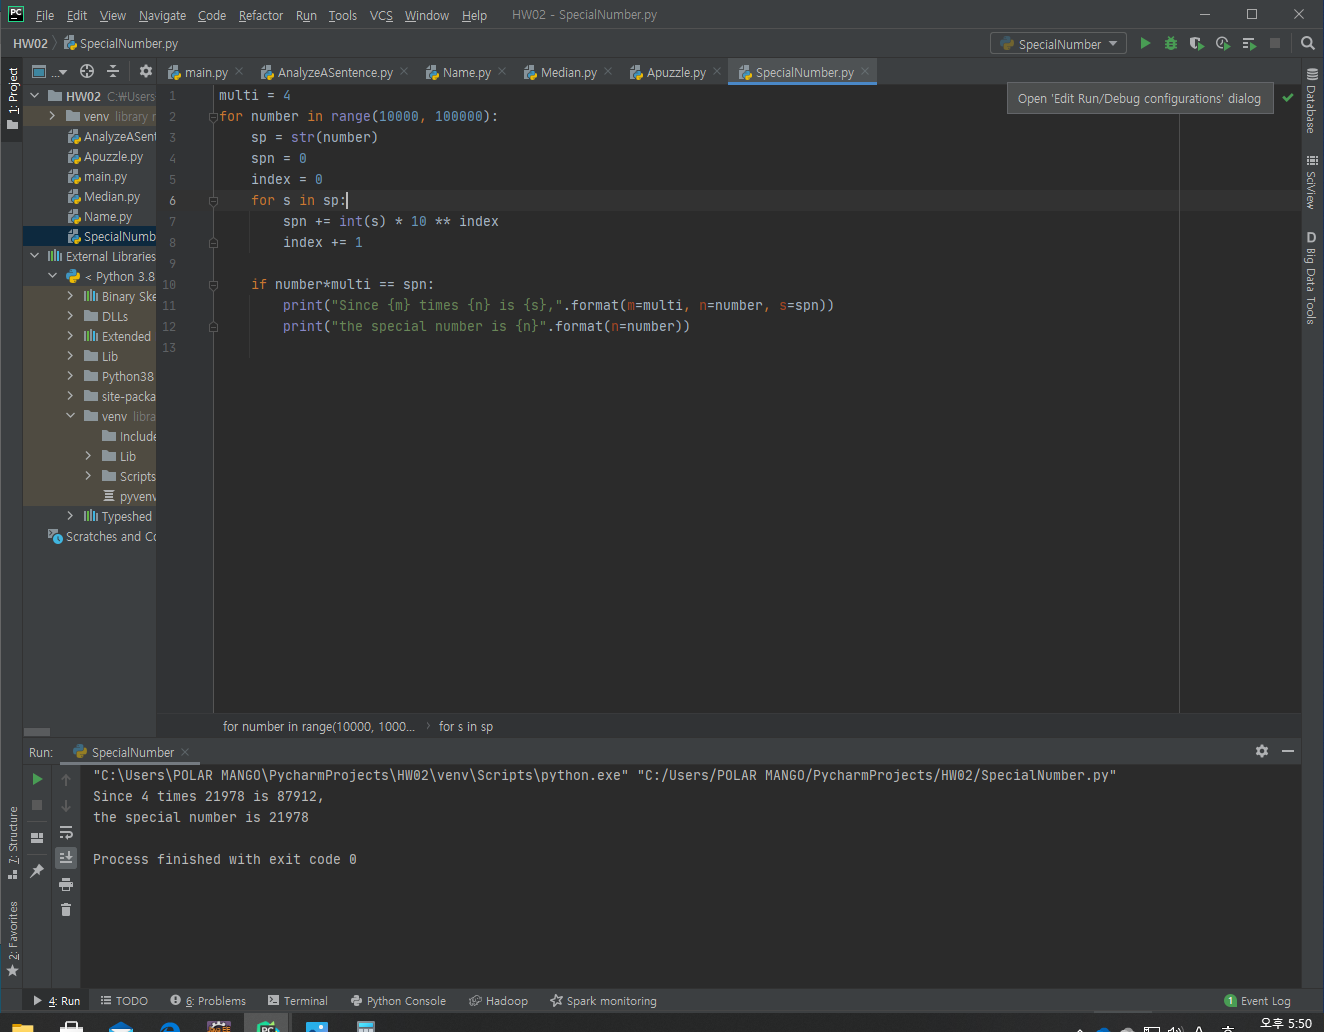 PC File Edit View Navigate Code Refactor Run Tools VCS Window Help HW02 - SpecialNumber.py
HW02 SpecialNumber.py
SpecialNumber
1: Project
...
main.py
AnalyzeASentence.py
Name.py
Median.py
Apuzzle.py
SpecialNumber.py
HW02 C:₩Users
venv library r
AnalyzeASent
Apuzzle.py
main.py
Median.py
Name.py
SpecialNumb
External Libraries
< Python 3.8
Binary Ske
DLLs
Extended
Lib
Python38
site-packa
venv libra
Include
Lib
Scripts
pyvenv
Typeshed
Scratches and Co
1 multi = 4
2 for number in range(10000, 100000):
3 sp = str(number)
4 spn = 0
5 index = 0
6 for s in sp:
7 spn += int(s) * 10 ** index
8 index += 1
9
10 if number*multi == spn:
11 print("Since {m} times {n} is {s},".format(m=multi, n=number, s=spn))
12 print("the special number is {n}".format(n=number))
13
Open 'Edit Run/Debug configurations' dialog
Database
SciView
D Big Data Tools
for number in range(10000, 1000... for s in sp
Run: SpecialNumber
"C:\Users\POLAR MANGO\PycharmProjects\HW02\venv\Scripts\python.exe" "C:/Users/POLAR MANGO/PycharmProjects/HW02/SpecialNumber.py"
Since 4 times 21978 is 87912,
the special number is 21978
Process finished with exit code 0
7: Structure
2: Favorites
4: Run TODO 6: Problems Terminal Python Console Hadoop Spark monitoring 1 Event Log
PC
오후 5:50